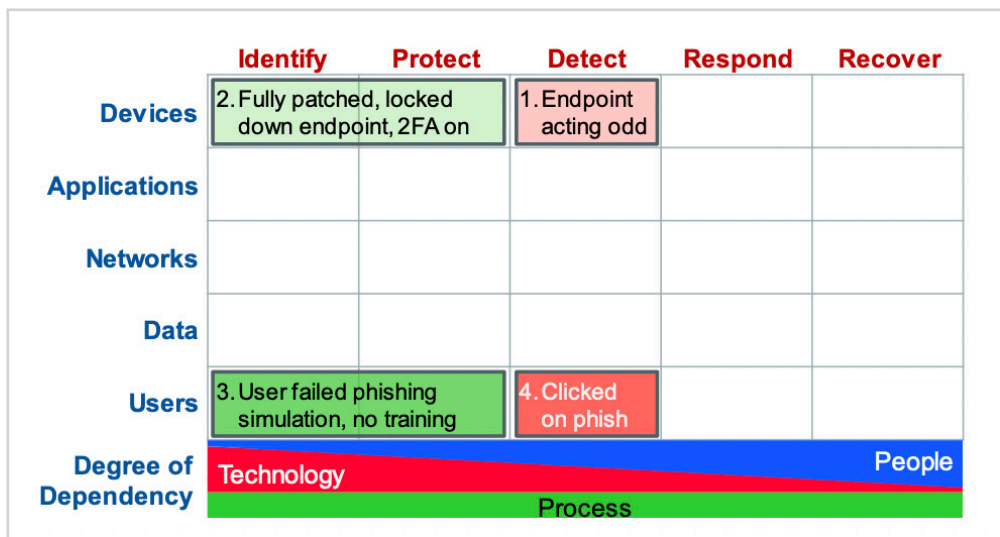 Identify Protect Detect Respond Recover
Devices
2. Fully patched, locked
down endpoint, 2FA on
1. Endpoint
acting odd
Applications
Networks
Data
Users
3. User failed phishing
simulation, no training
4. Clicked
on phish
Degree of
Dependency
Technology
People
Process